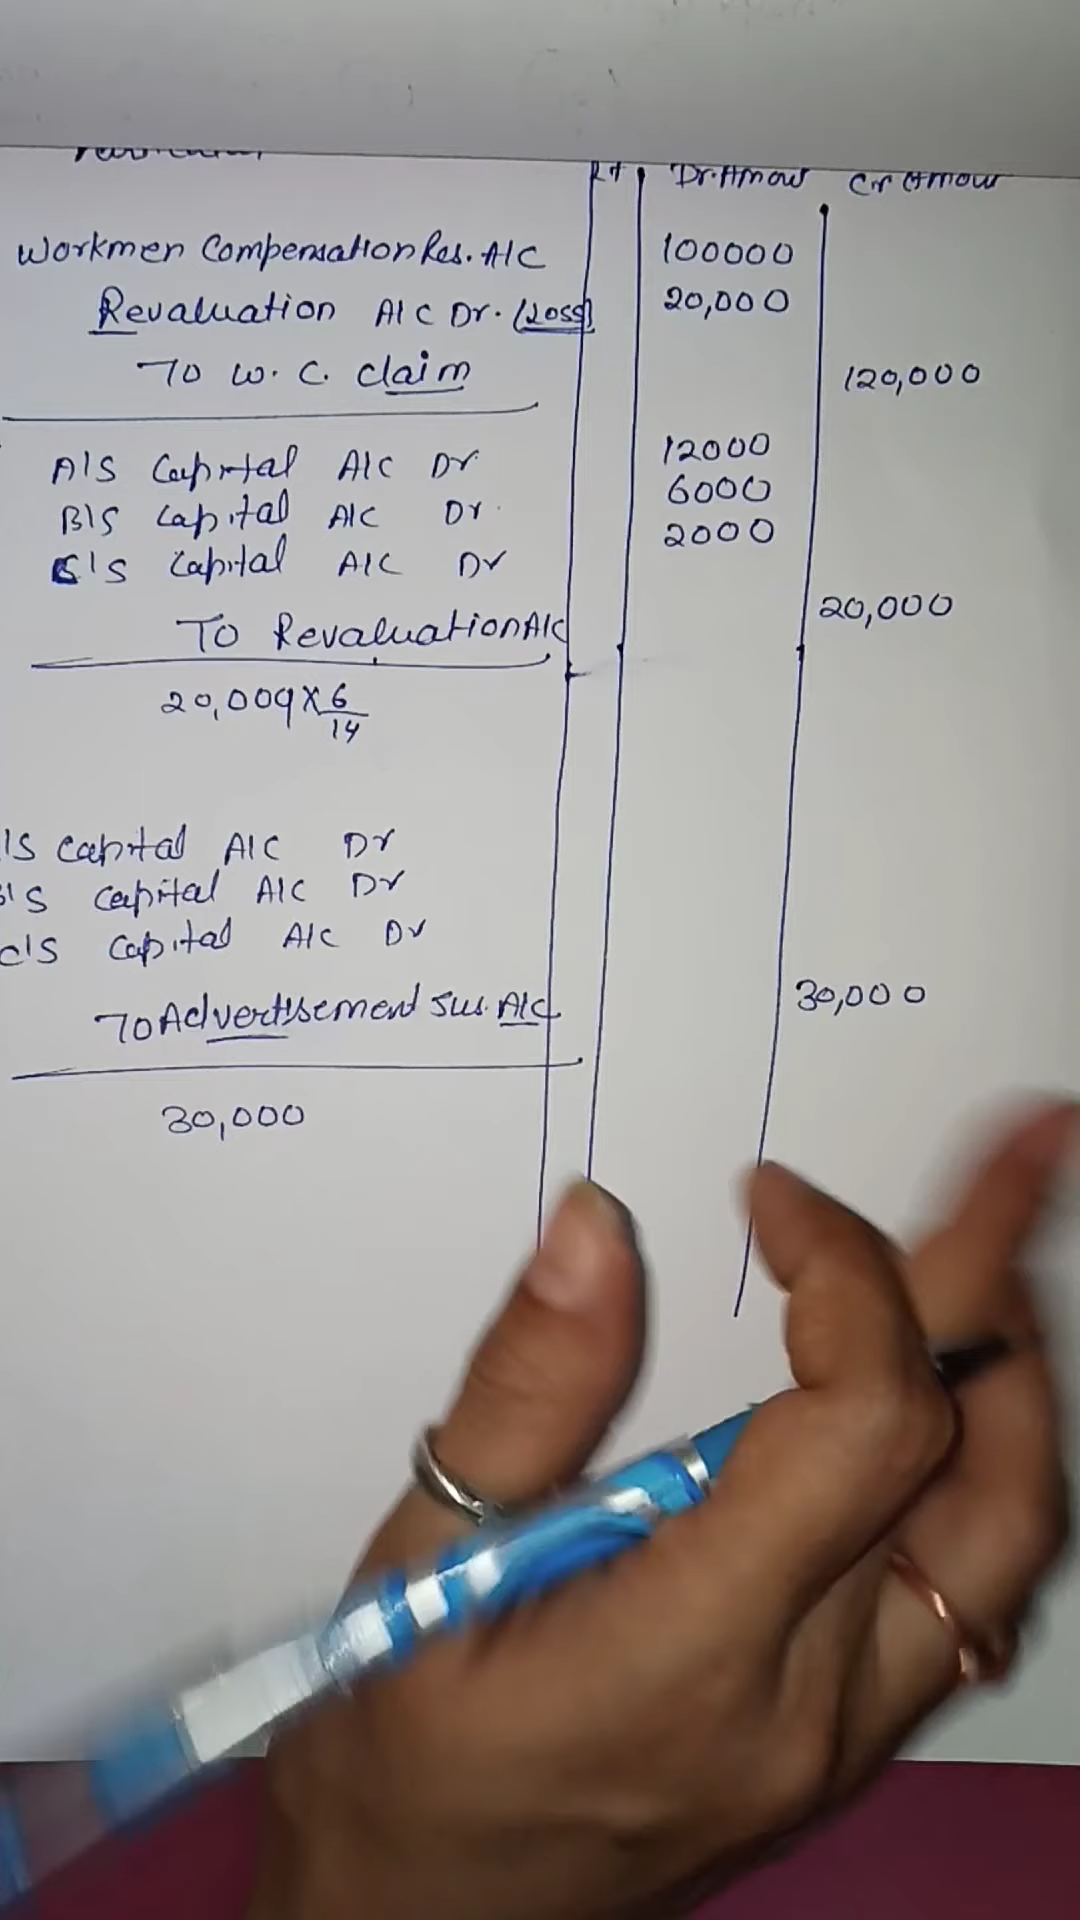 Dr.Amou Cr Amou
Workmen Compensation Res. A/C 100000
Revaluation A/C Dr. (Loss) 20,000
To W. C. claim 120,000
A's Capital A/C Dr 12000
B's Capital A/C Dr. 6000
C's Capital A/C Dr 2000
To Revaluation A/C 20,000
20,000 x 6/14
's Capital A/C Dr
B's Capital A/C Dr
C's Capital A/C Dr
To Advertisement Sus. A/C 30,000
30,000